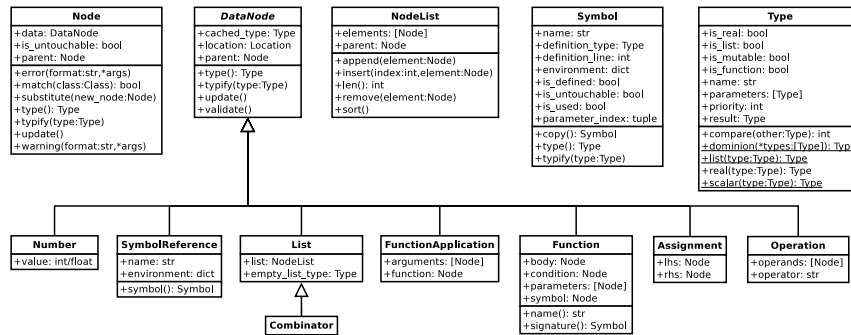 Node
+data: DataNode
+is_untouchable: bool
+parent: Node
+error(format:str,*args)
+match(class:Class): bool
+substitute(new_node:Node)
+type(): Type
+typify(type:Type)
+update()
+warning(format:str,*args)
DataNode
+cached_type: Type
+location: Location
+parent: Node
+type(): Type
+typify(type:Type)
+update()
+validate()
NodeList
+elements: [Node]
+parent: Node
+append(element:Node)
+insert(index:int,element:Node)
+len(): int
+remove(element:Node)
+sort()
Symbol
+name: str
+definition_type: Type
+definition_line: int
+environment: dict
+is_defined: bool
+is_untouchable: bool
+is_used: bool
+parameter_index: tuple
+copy(): Symbol
+type(): Type
+typify(type:Type)
Type
+is_real: bool
+is_list: bool
+is_mutable: bool
+is_function: bool
+name: str
+parameters: [Type]
+priority: int
+result: Type
+compare(other:Type): int
+dominion(*types:[Type]): Type
+list(type:Type): Type
+real(type:Type): Type
+scalar(type:Type): Type
Number
+value: int/float
SymbolReference
+name: str
+environment: dict
+symbol(): Symbol
List
+list: NodeList
+empty_list_type: Type
Combinator
FunctionApplication
+arguments: [Node]
+function: Node
Function
+body: Node
+condition: Node
+parameters: [Node]
+symbol: Node
+name(): str
+signature(): Symbol
Assignment
+lhs: Node
+rhs: Node
Operation
+operands: [Node]
+operator: str